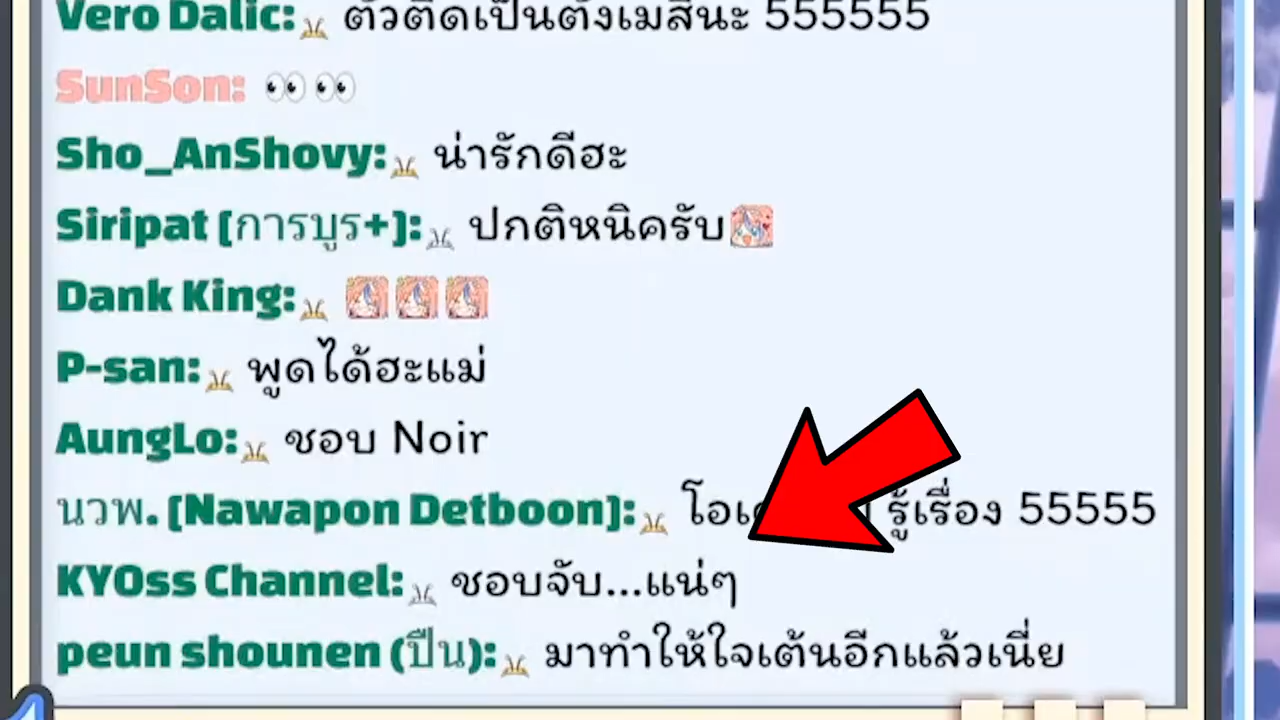 Vero Dalic: ตัวติดเป็นตังเมสินะ 555555
SunSon: 👀 👀
Sho_AnShovy: น่ารักดีฮะ
Siripat (การบูร+): ปกติหนิครับ
Dank King:
P-san: พูดได้ฮะแม่
AungLo: ชอบ Noir
นวพ. (Nawapon Detboon): รู้เรื่อง 55555
KYOss Channel: ชอบจับ...แน่ๆ
peun shounen (ปืน): มาทำให้ใจเต้นอีกแล้วเนี่ย